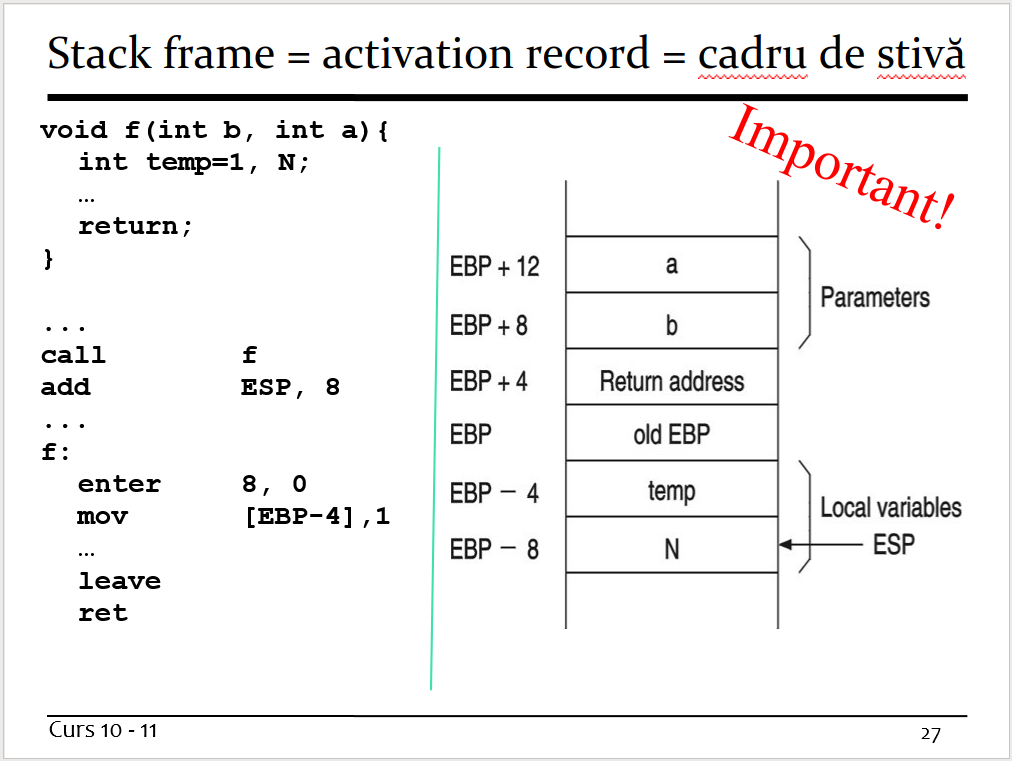 Stack frame = activation record = cadru de stivă
Important!
void f(int b, int a){
int temp=1, N;
…
return;
}
...
call f
add ESP, 8
...
f:
enter 8, 0
mov [EBP-4],1
…
leave
ret
EBP + 12 a
Parameters
EBP + 8 b
EBP + 4 Return address
EBP old EBP
EBP − 4 temp
Local variables
EBP − 8 N ESP
Curs 10 - 11 27